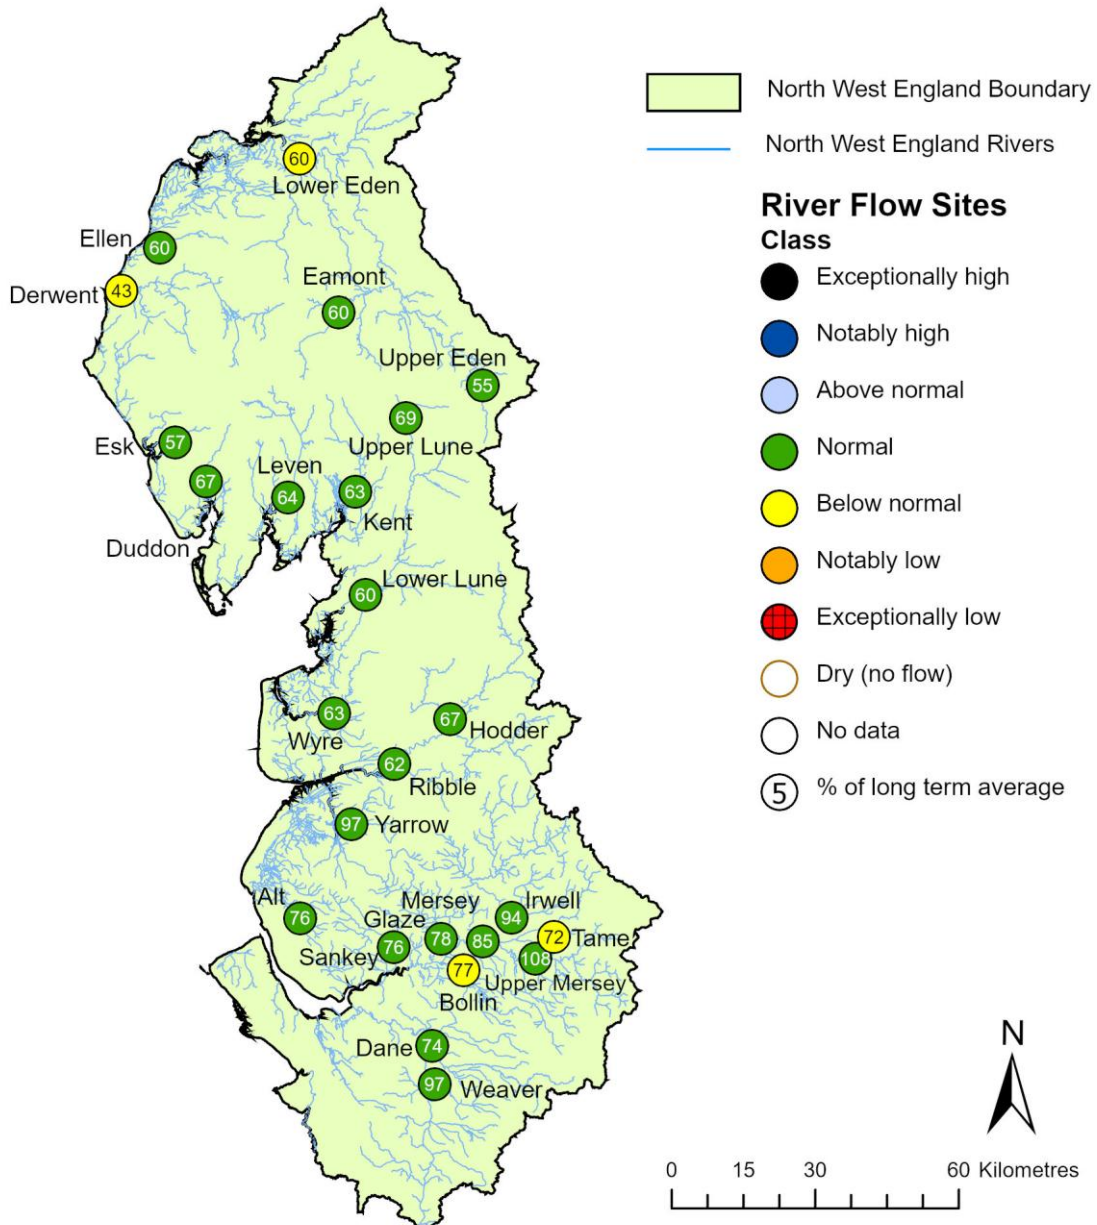 North West England Boundary
North West England Rivers
River Flow Sites
Class
Exceptionally high
Notably high
Above normal
Normal
Below normal
Notably low
Exceptionally low
Dry (no flow)
No data
5 % of long term average
60
Lower Eden
Ellen
60
Derwent 43
Eamont
60
Upper Eden
55
69
Upper Lune
Esk 57
67
Duddon
Leven
64
63
Kent
Lower Lune
60
63
Wyre
67 Hodder
62
Ribble
97 Yarrow
Alt
76
Glaze
78
Mersey
85
Irwell
94
72 Tame
Sankey 76
77
Bollin
108
Upper Mersey
Dane 74
97 Weaver
N
0 15 30 60 Kilometres